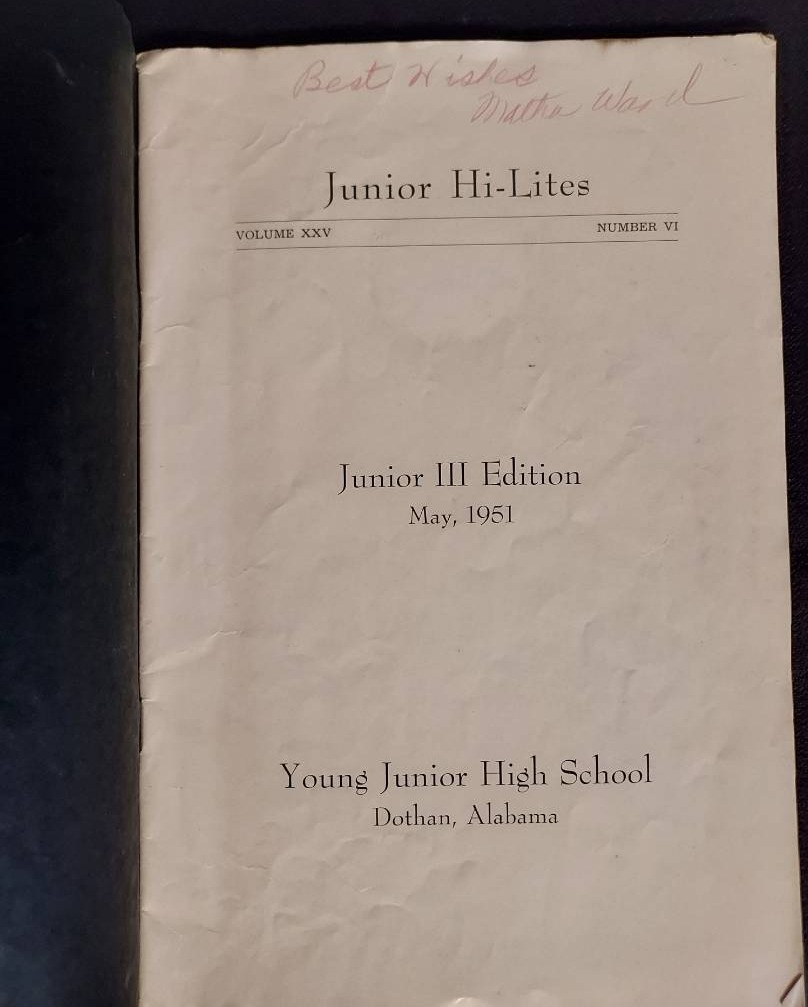 Best Wishes
Martha Ward
Junior Hi-Lites
VOLUME XXV NUMBER VI
Junior III Edition
May, 1951
Young Junior High School
Dothan, Alabama